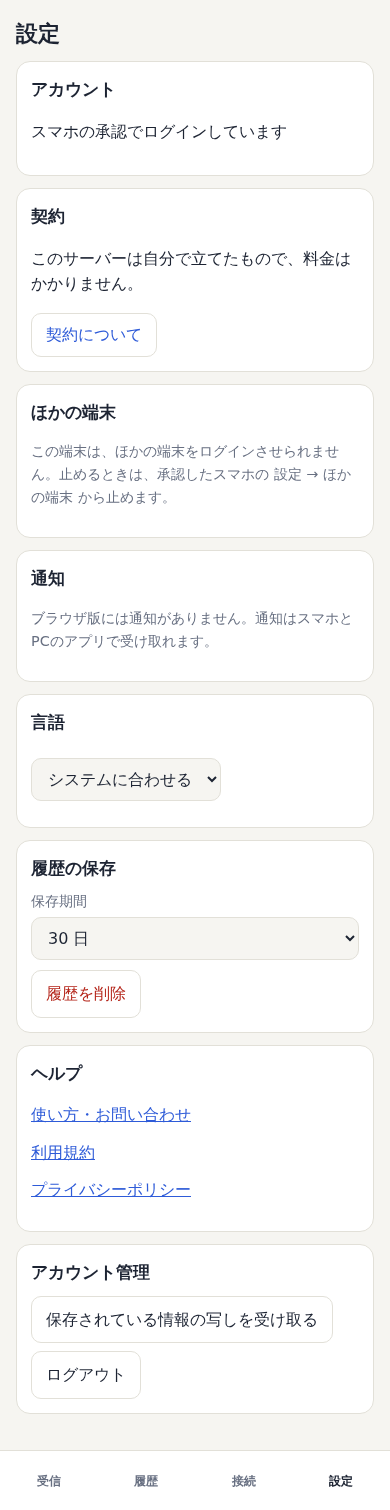 設定
アカウント
スマホの承認でログインしています
契約
このサーバーは自分で立てたもので、料金は
かかりません。
契約について
ほかの端末
この端末は、ほかの端末をログインさせられませ
ん。止めるときは、承認したスマホの 設定 → ほか
の端末 から止めます。
通知
ブラウザ版には通知がありません。通知はスマホと
PCのアプリで受け取れます。
言語
システムに合わせる
履歴の保存
保存期間
30 日
履歴を削除
ヘルプ
使い方・お問い合わせ
利用規約
プライバシーポリシー
アカウント管理
保存されている情報の写しを受け取る
ログアウト
受信 履歴 接続 設定